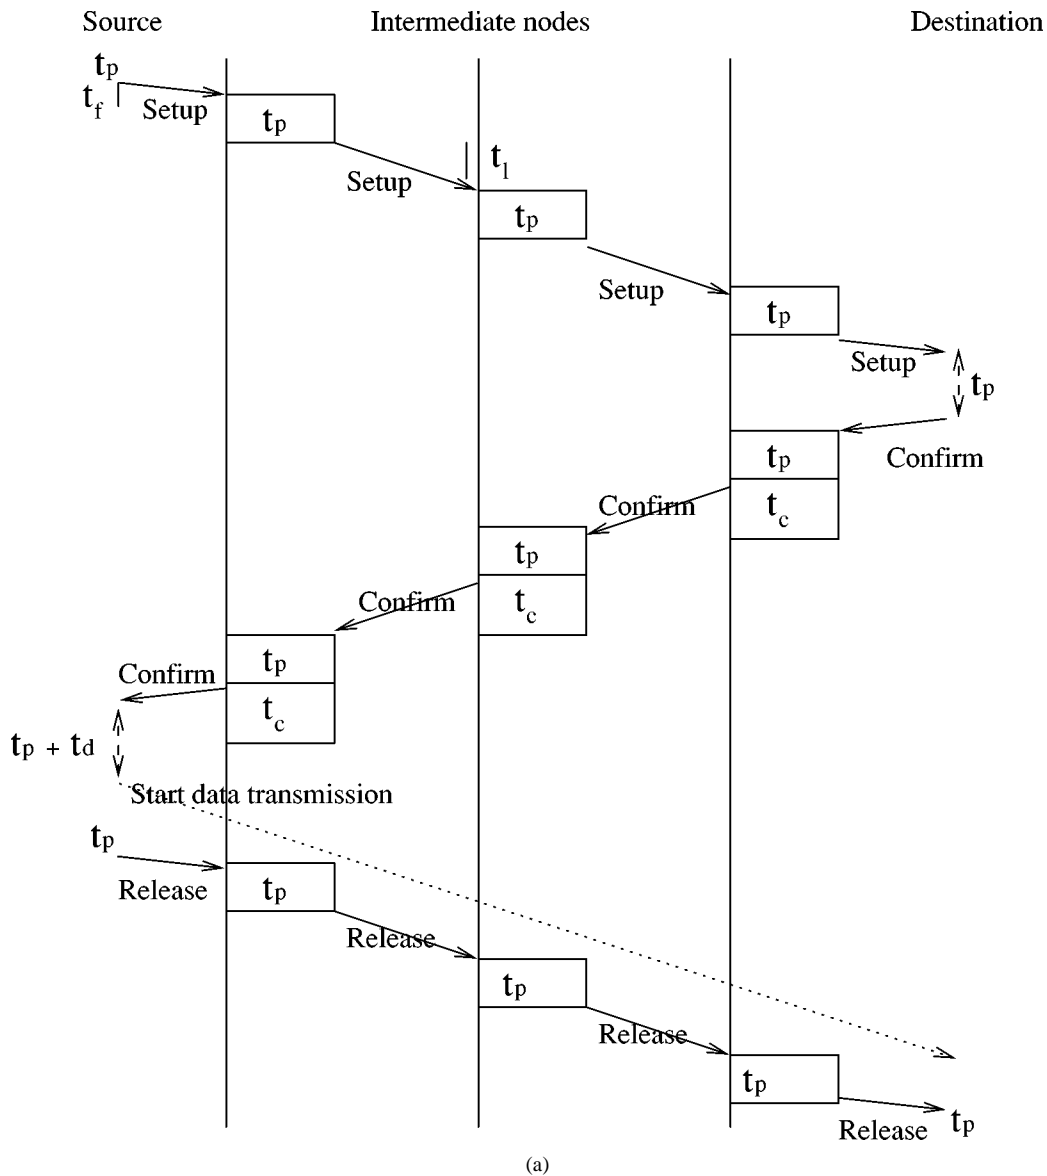 Source Intermediate nodes Destination
tp
tf
Setup
tp
tl
Setup
tp
Setup
tp
Setup
tp
Confirm
tp
tc
Confirm
tp
tc
Confirm
tp
tc
Confirm
tp + td
Start data transmission
tp
Release
tp
Release
tp
Release
tp
Release
tp
(a)